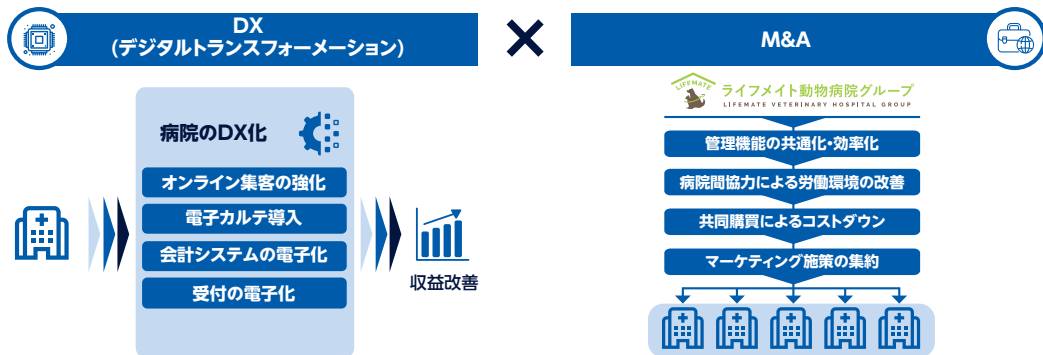 DX
(デジタルトランスフォーメーション)
M&A
病院のDX化
オンライン集客の強化
電子カルテ導入
会計システムの電子化
受付の電子化
収益改善
LIFEMATE
ライフメイト動物病院グループ
LIFEMATE VETERINARY HOSPITAL GROUP
管理機能の共通化・効率化
病院間協力による労働環境の改善
共同購買によるコストダウン
マーケティング施策の集約